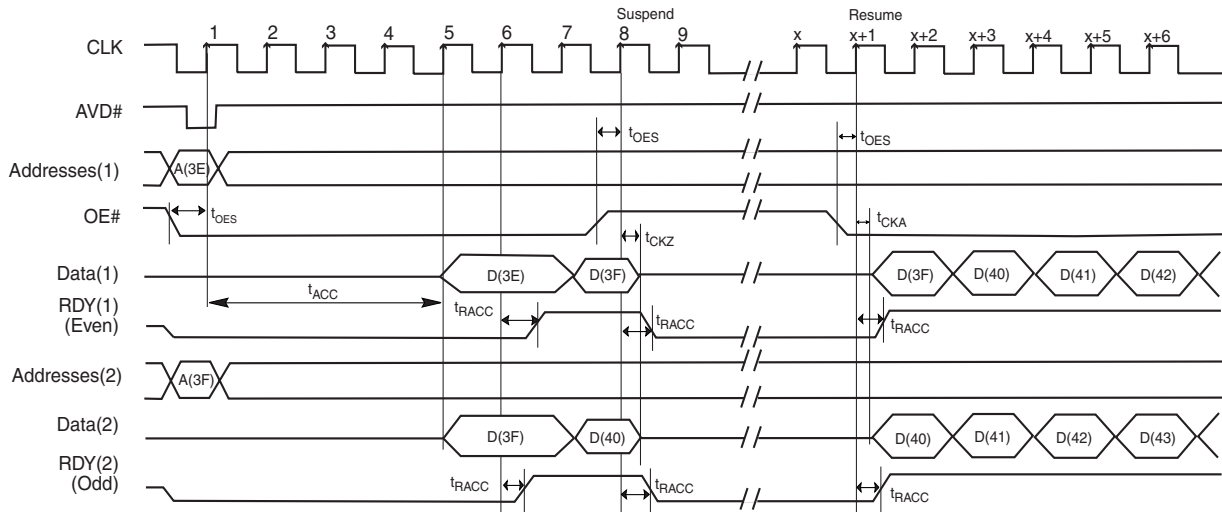 Suspend Resume
CLK 1 2 3 4 5 6 7 8 9 x x+1 x+2 x+3 x+4 x+5 x+6
AVD#
tOES tOES
Addresses(1) A(3E)
OE# tOES tCKZ tCKA
Data(1) D(3E) D(3F) D(3F) D(40) D(41) D(42)
tACC
RDY(1) tRACC tRACC tRACC
(Even)
Addresses(2) A(3F)
Data(2) D(3F) D(40) D(40) D(41) D(42) D(43)
RDY(2) tRACC tRACC tRACC
(Odd)